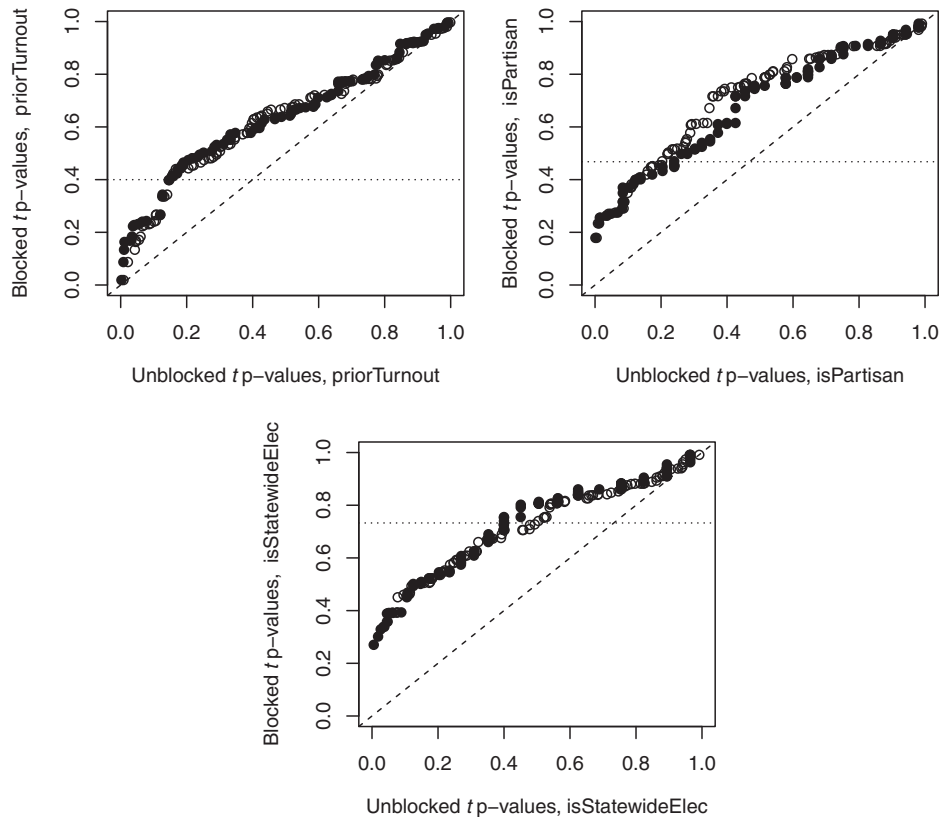 Blocked t p−values, priorTurnout
1.0
0.8
0.6
0.4
0.2
0.0
0.0 0.2 0.4 0.6 0.8 1.0
Unblocked t p−values, priorTurnout
Blocked t p−values, isPartisan
1.0
0.8
0.6
0.4
0.2
0.0
0.0 0.2 0.4 0.6 0.8 1.0
Unblocked t p−values, isPartisan
Blocked t p−values, isStatewideElec
1.0
0.8
0.6
0.4
0.2
0.0
0.0 0.2 0.4 0.6 0.8 1.0
Unblocked t p−values, isStatewideElec